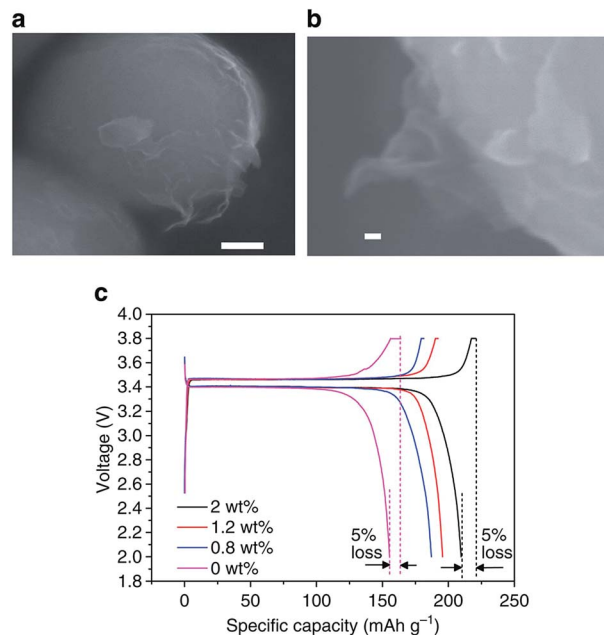 a
b
c
4.0
3.8
3.6
3.4
3.2
3.0
2.8
2.6
2.4
2.2
2.0
1.8
Voltage (V)
2 wt%
1.2 wt%
0.8 wt%
0 wt%
5%
loss
5%
loss
0
50
100
150
200
250
Specific capacity (mAh g⁻¹)